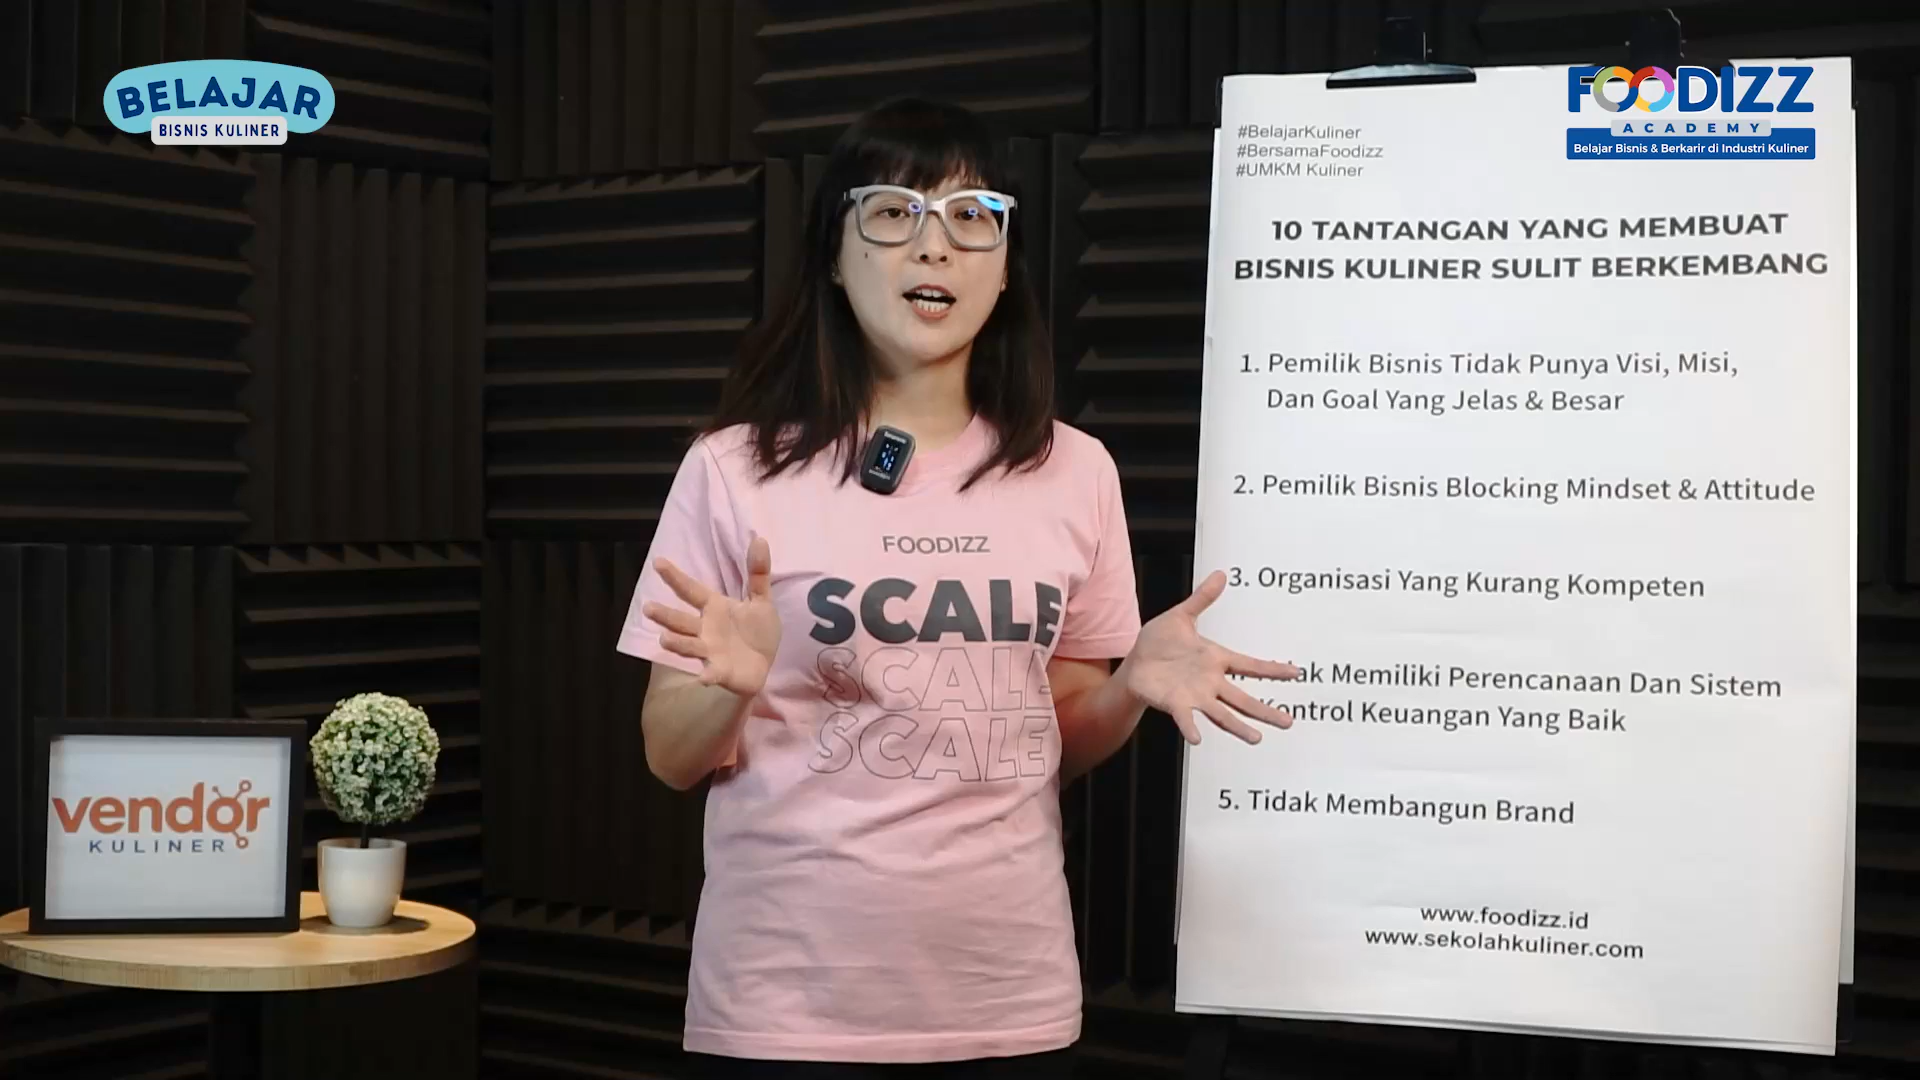 BELAJAR
BISNIS KULINER
FOODIZZ
ACADEMY
Belajar Bisnis & Berkarir di Industri Kuliner
#BelajarKuliner
#BersamaFoodizz
#UMKM Kuliner
10 TANTANGAN YANG MEMBUAT
BISNIS KULINER SULIT BERKEMBANG
1. Pemilik Bisnis Tidak Punya Visi, Misi,
Dan Goal Yang Jelas & Besar
2. Pemilik Bisnis Blocking Mindset & Attitude
3. Organisasi Yang Kurang Kompeten
Memiliki Perencanaan Dan Sistem
Kontrol Keuangan Yang Baik
5. Tidak Membangun Brand
www.foodizz.id
www.sekolahkuliner.com
FOODIZZ
SCALE
SCALE
SCALE
vendor
KULINER